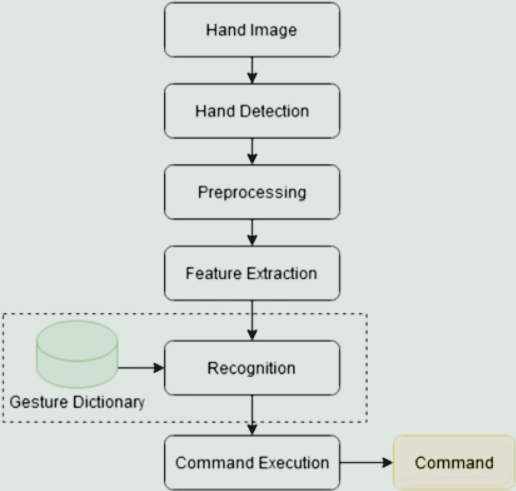 Hand Image
Hand Detection
Preprocessing
Feature Extraction
Recognition
Gesture Dictionary
Command Execution
Command